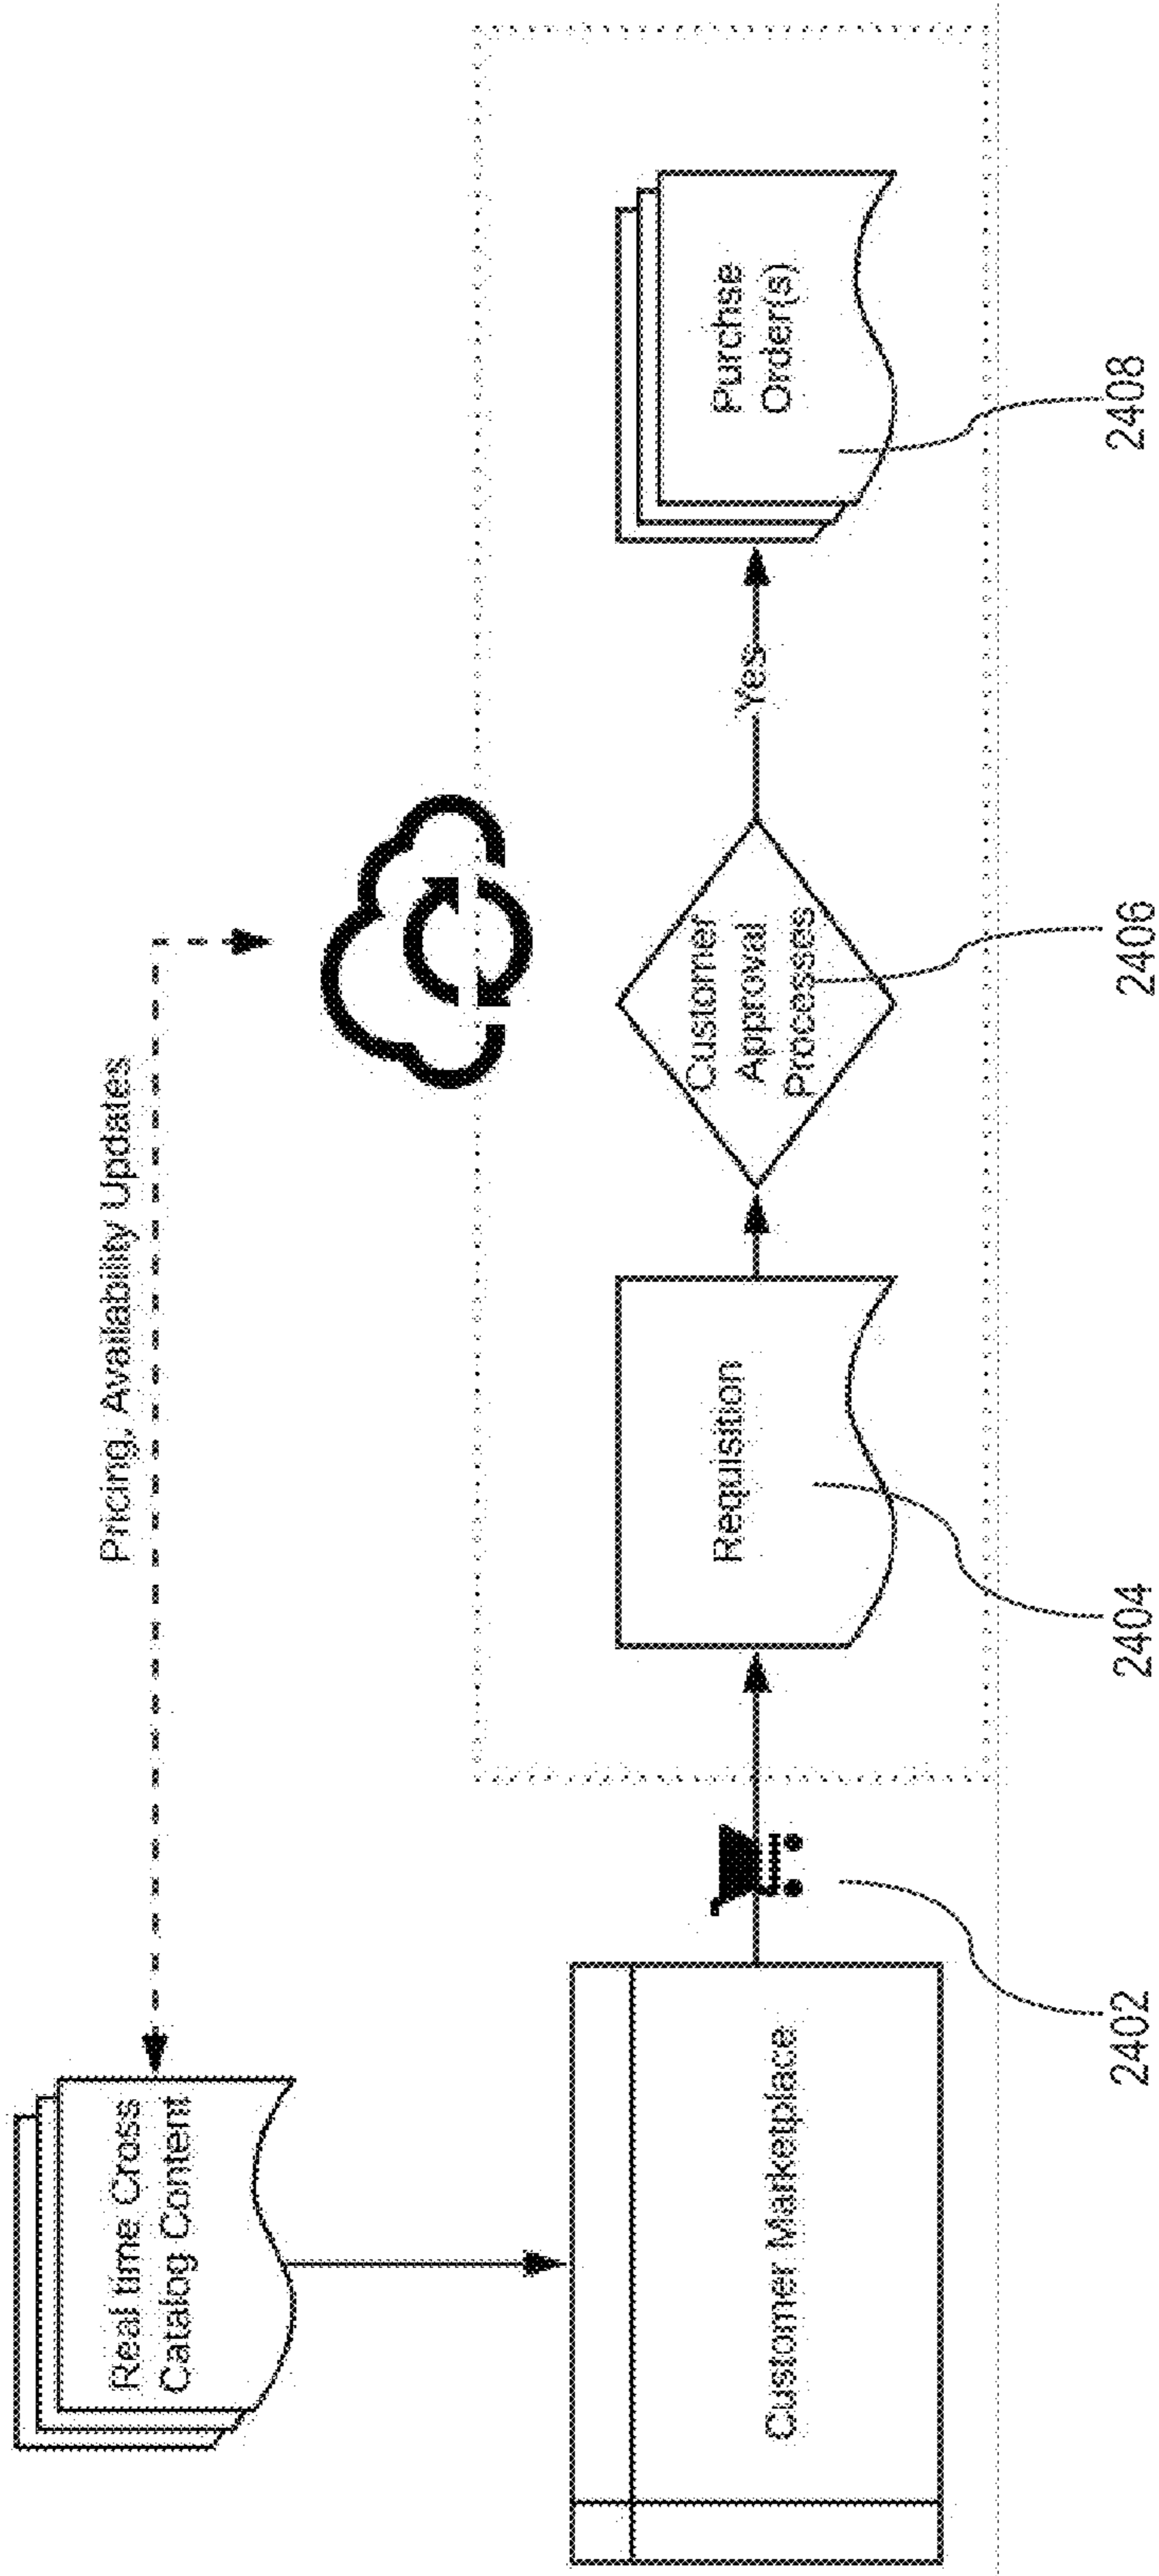 Pricing, Availability Updates
Real time Cross
Catalog Content
Customer Marketplace
Requisition
Customer
Approval
Processes
Yes
Purchse
Order(s)
2402
2404
2406
2408